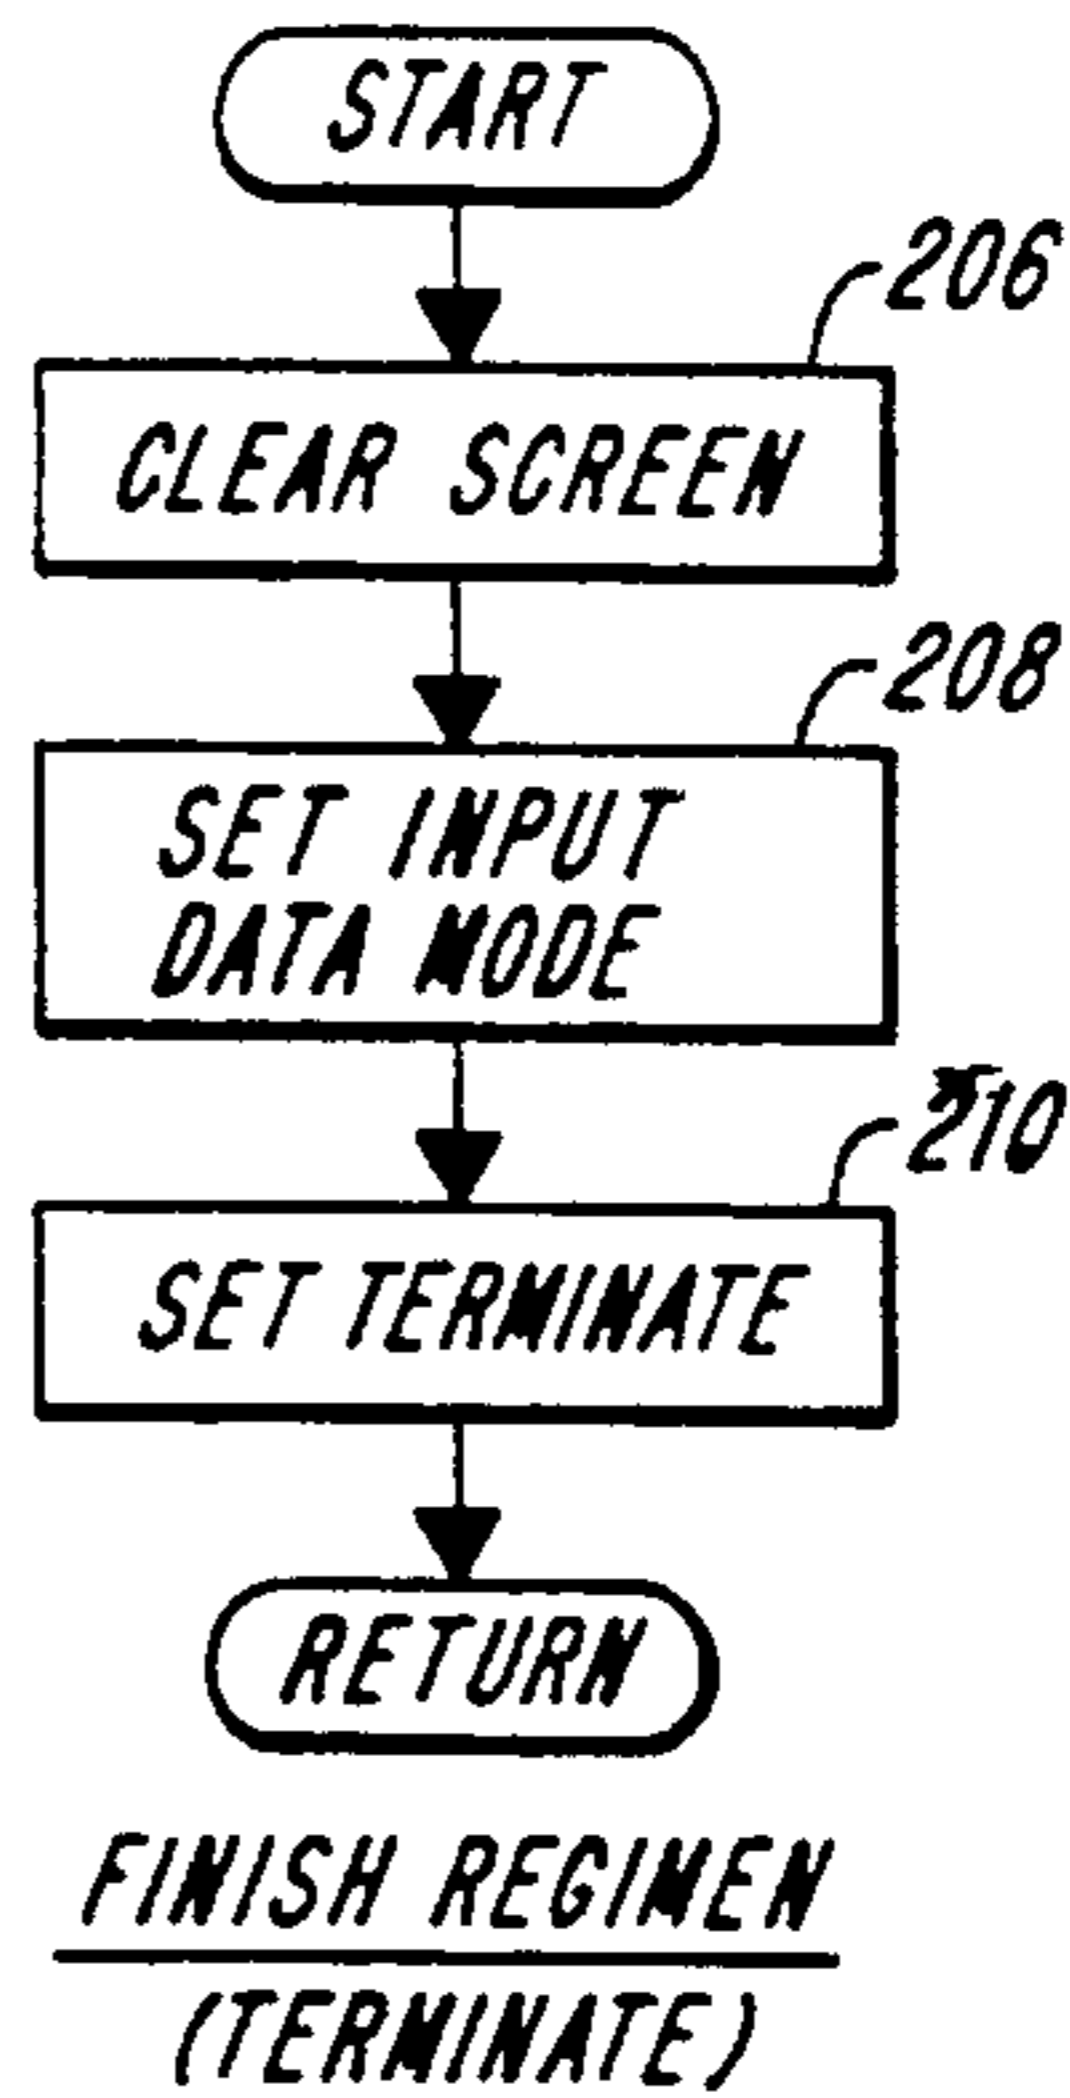 START
206
CLEAR SCREEN
208
SET INPUT
DATA MODE
210
SET TERMINATE
RETURN
FINISH REGIMEN
(TERMINATE)